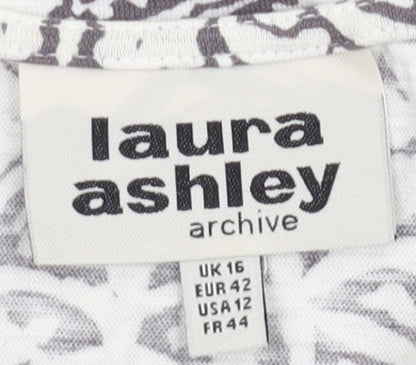 laura
ashley
archive
UK 16
EUR 42
USA 12
FR 44